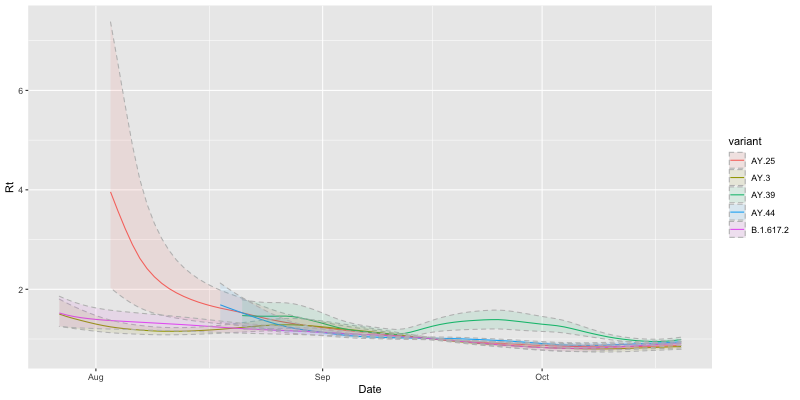 Rt
6
4
2
Aug
Sep
Oct
Date
variant
AY.25
AY.3
AY.39
AY.44
B.1.617.2